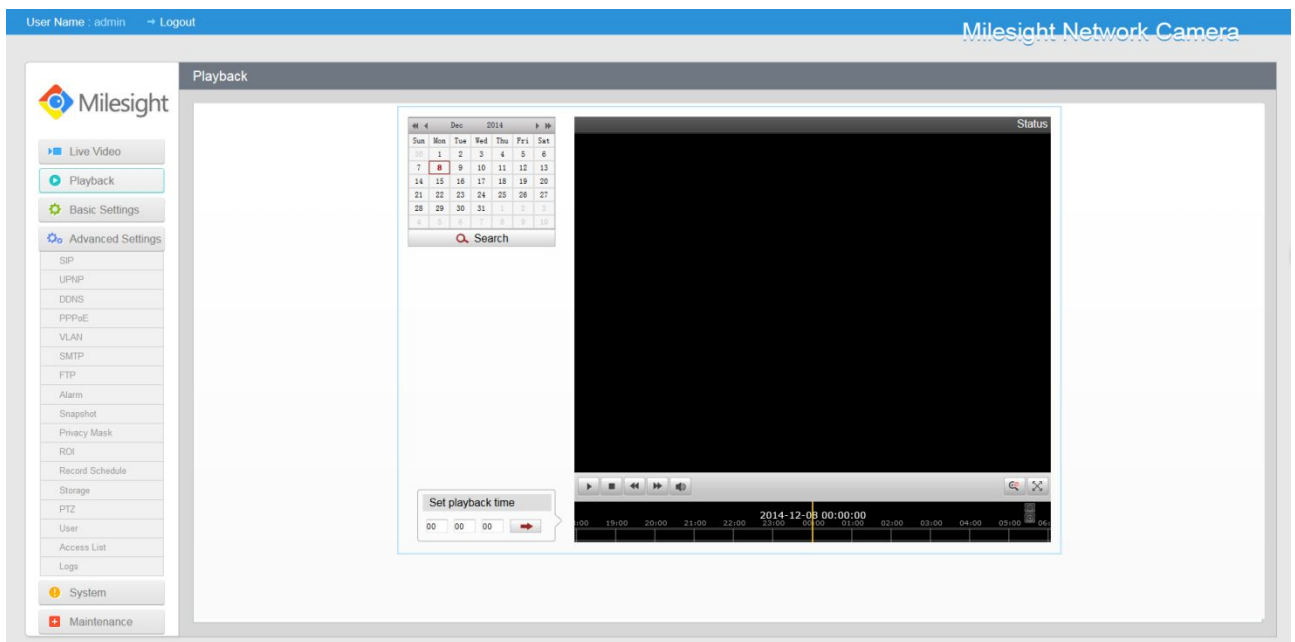 User Name : admin → Logout
Milesight Network Camera
Milesight
Playback
Live Video
Playback
Basic Settings
Advanced Settings
SIP
UPNP
DDNS
PPPoE
VLAN
SMTP
FTP
Alarm
Snapshot
Privacy Mask
ROI
Record Schedule
Storage
PTZ
User
Access List
Logs
System
Maintenance
Dec 2014
Sun Mon Tue Wed Thu Fri Sat
30 1 2 3 4 5 6
7 8 9 10 11 12 13
14 15 16 17 18 19 20
21 22 23 24 25 26 27
28 29 30 31 1 2 3
4 5 6 7 8 9 10
Search
Status
Set playback time
00 00 00
2014-12-08 00:00:00
:00 19:00 20:00 21:00 22:00 23:00 00:00 01:00 02:00 03:00 04:00 05:00 06: